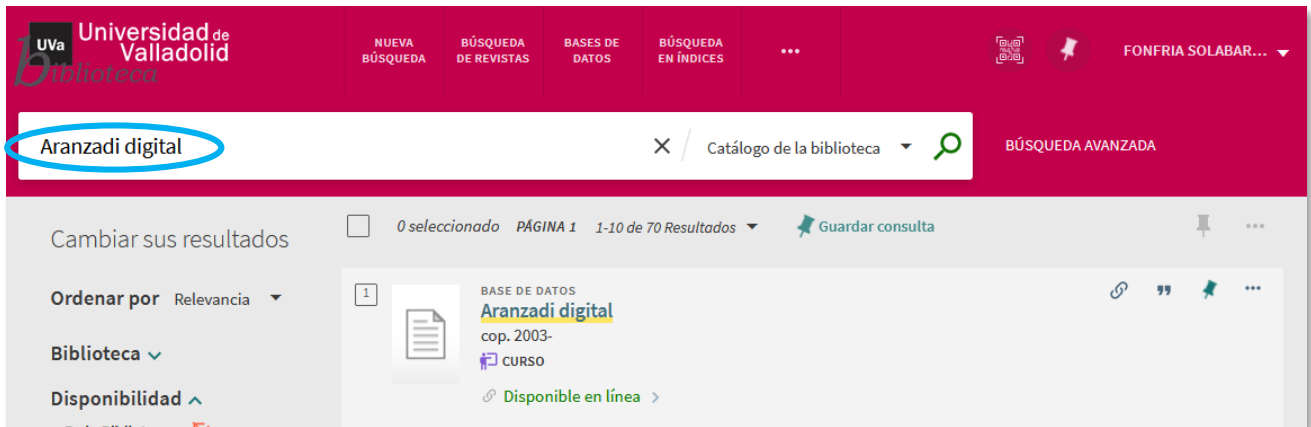 UVa
Universidad de
Valladolid
biblioteca
NUEVA
BÚSQUEDA
BÚSQUEDA
DE REVISTAS
BASES DE
DATOS
BÚSQUEDA
EN ÍNDICES
FONFRIA SOLABAR...
Aranzadi digital
Catálogo de la biblioteca
BÚSQUEDA AVANZADA
Cambiar sus resultados
0 seleccionado PÁGINA 1 1-10 de 70 Resultados
Guardar consulta
Ordenar por Relevancia
1
BASE DE DATOS
Aranzadi digital
cop. 2003-
CURSO
Biblioteca
Disponible en línea
Disponibilidad